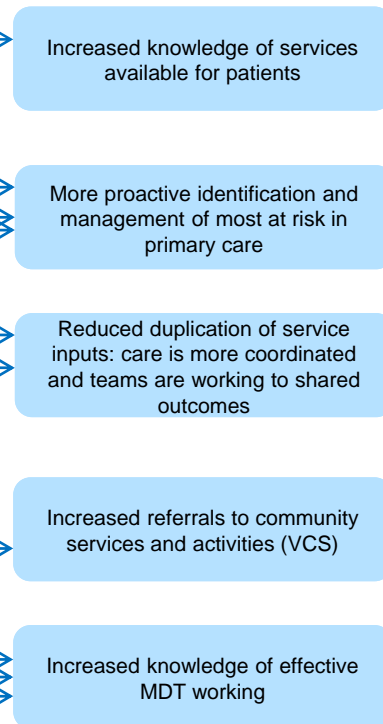 Increased knowledge of services
available for patients
More proactive identification and
management of most at risk in
primary care
Reduced duplication of service
inputs: care is more coordinated
and teams are working to shared
outcomes
Increased referrals to community
services and activities (VCS)
Increased knowledge of effective
MDT working